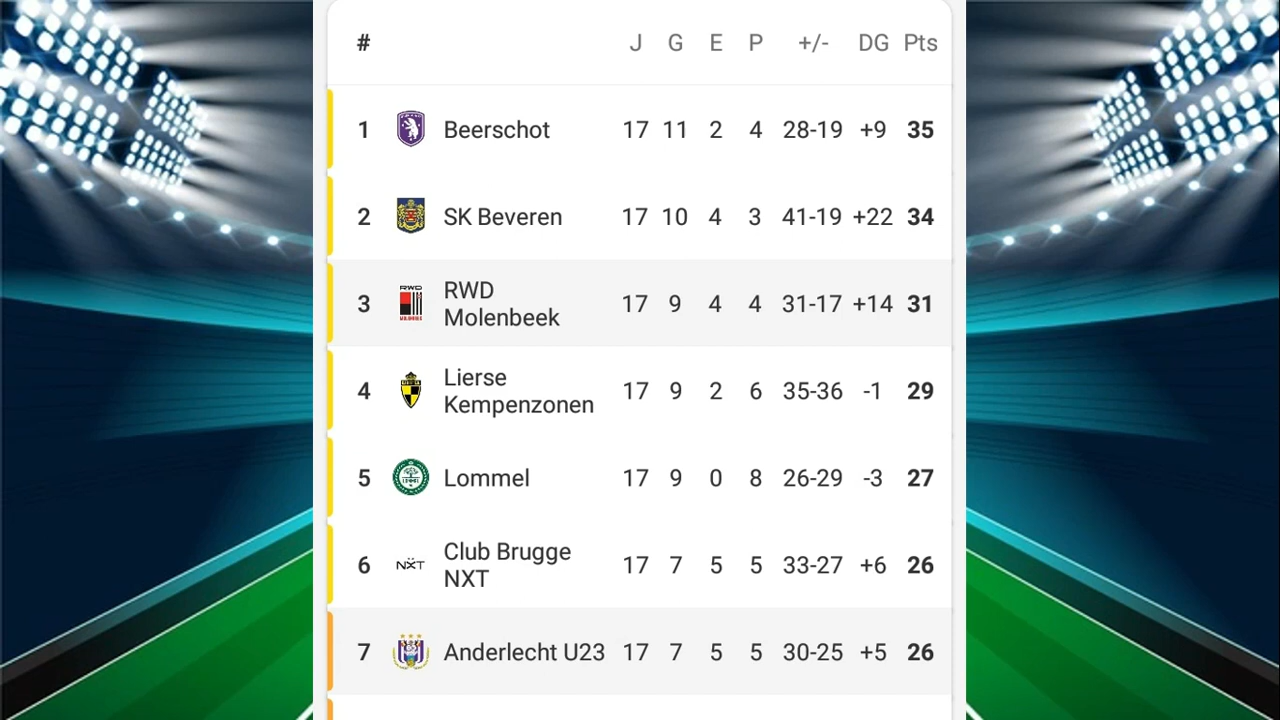 # J G E P +/- DG Pts
1 Beerschot 17 11 2 4 28-19 +9 35
2 SK Beveren 17 10 4 3 41-19 +22 34
RWD
3 RWD Molenbeek 17 9 4 4 31-17 +14 31
4 Lierse Kempenzonen 17 9 2 6 35-36 -1 29
5 Lommel 17 9 0 8 26-29 -3 27
6 NXT Club Brugge NXT 17 7 5 5 33-27 +6 26
7 Anderlecht U23 17 7 5 5 30-25 +5 26